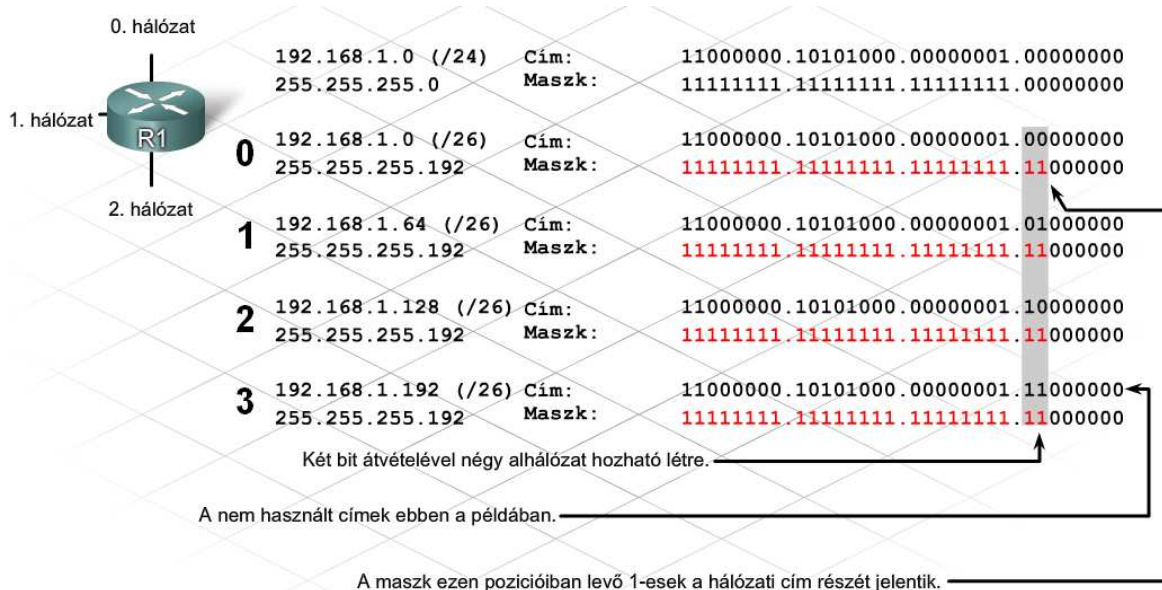 0. hálózat
1. hálózat
R1
2. hálózat
192.168.1.0 (/24) Cím: 11000000.10101000.00000001.00000000
255.255.255.0 Maszk: 11111111.11111111.11111111.00000000
0
192.168.1.0 (/26) Cím: 11000000.10101000.00000001.00000000
255.255.255.192 Maszk: 11111111.11111111.11111111.11000000
1
192.168.1.64 (/26) Cím: 11000000.10101000.00000001.01000000
255.255.255.192 Maszk: 11111111.11111111.11111111.11000000
2
192.168.1.128 (/26) Cím: 11000000.10101000.00000001.10000000
255.255.255.192 Maszk: 11111111.11111111.11111111.11000000
3
192.168.1.192 (/26) Cím: 11000000.10101000.00000001.11000000
255.255.255.192 Maszk: 11111111.11111111.11111111.11000000
Két bit átvételével négy alhálózat hozható létre.
A nem használt címek ebben a példában.
A maszk ezen pozicióiban levő 1-esek a hálózati cím részét jelentik.